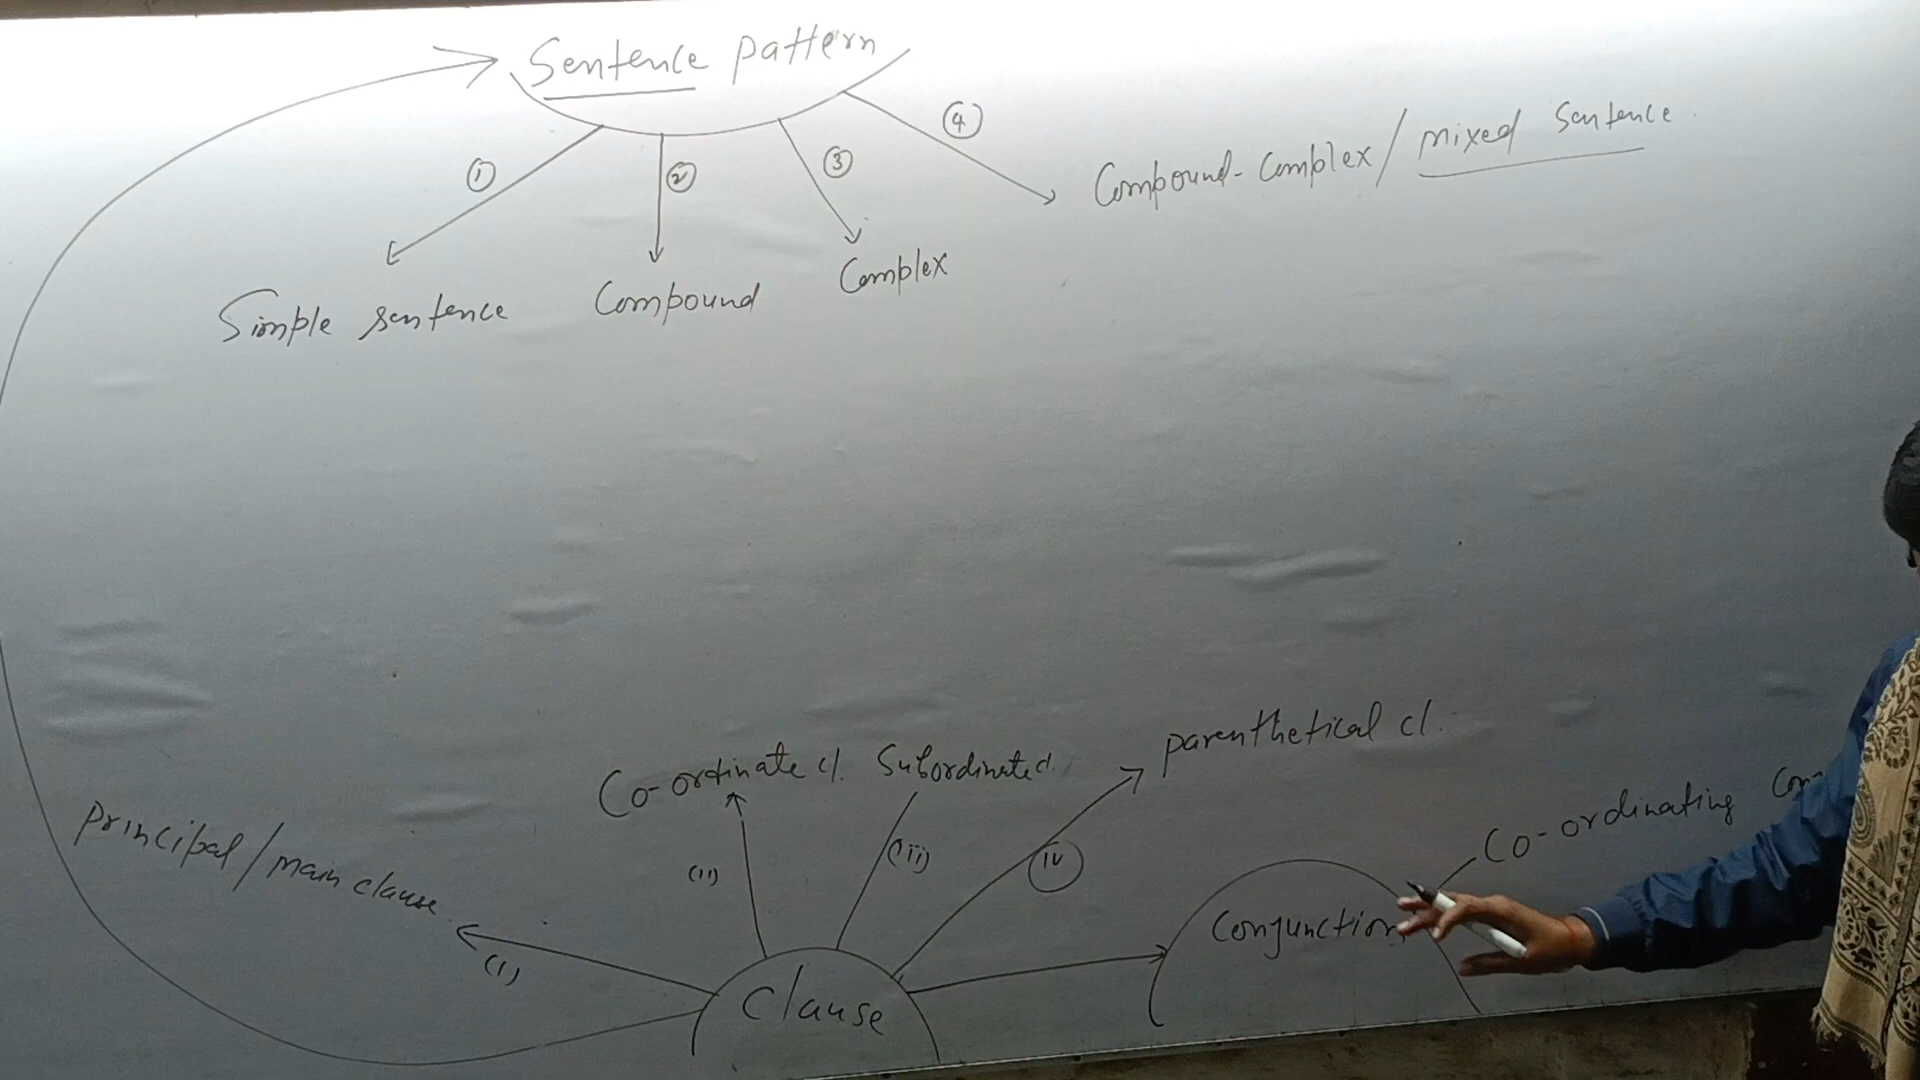 Sentence pattern
①
②
③
④
Simple sentence
Compound
Complex
Compound-Complex/mixed sentence.
Principal/main clause
Co-ordinate cl.
Subordinate cl.
parenthetical cl.
(i)
(ii)
(iii)
(iv)
Clause
Conjunction
Co-ordinating